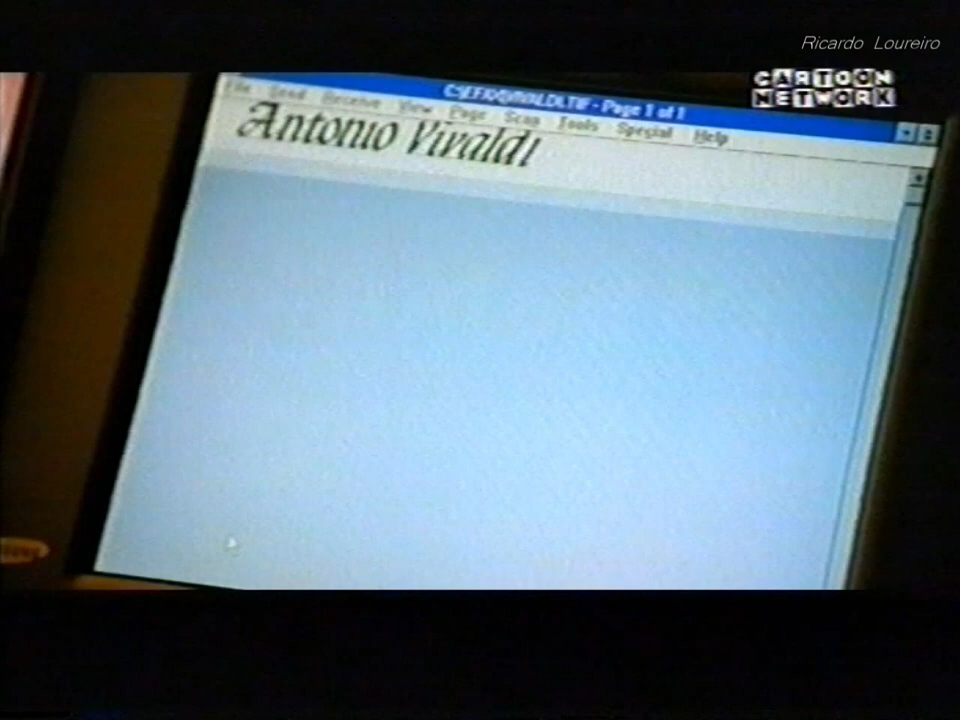 Ricardo Loureiro
CARTOON
NETWORK
Page 1 of 1
File Send Receive View Page Scan Tools Special Help
Antonio Vivaldi